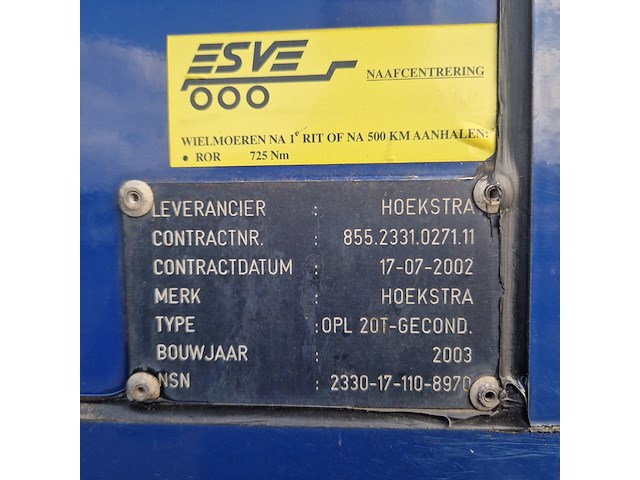 ESVE
NAAFCENTRERING
WIELMOEREN NA 1e RIT OF NA 500 KM AANHALEN:
• ROR 725 Nm
LEVERANCIER : HOEKSTRA
CONTRACTNR. : 855.2331.0271.11
CONTRACTDATUM : 17-07-2002
MERK : HOEKSTRA
TYPE :OPL 20T-GECOND.
BOUWJAAR : 2003
NSN : 2330-17-110-8970